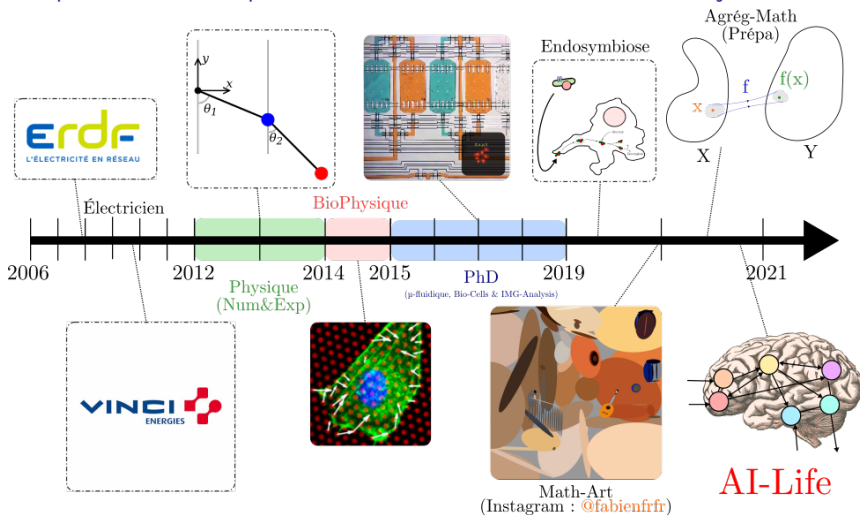 Agrég-Math
(Prépa)
Endosymbiose
y
x
θ1
θ2
erdf
L'ÉLECTRICITÉ EN RÉSEAU
f
f(x)
x
X
Y
Électricien
BioPhysique
2006
2012
2014
2015
2019
2021
Physique
(Num&Exp)
PhD
(µ-fluidique, Bio-Cells & IMG-Analysis)
VINCI
ENERGIES
Math-Art
(Instagram : @fabienfrfr)
AI-Life